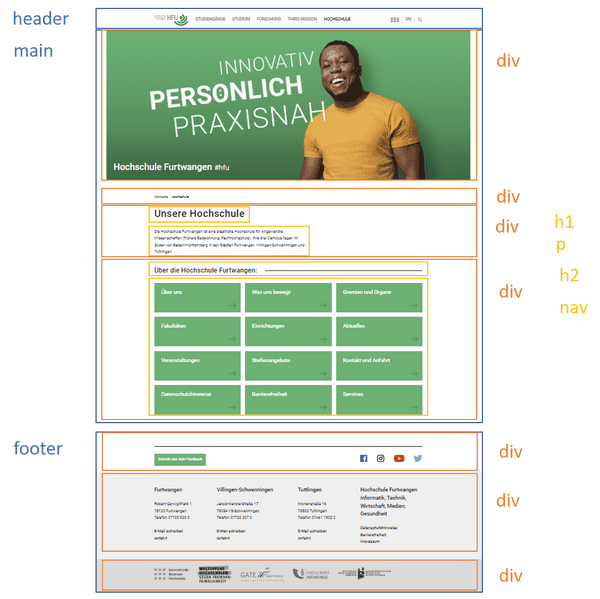 header
HFU STUDIENGÄNGE STUDIUM FORSCHUNG THIRD MISSION HOCHSCHULE EN
main
div
INNOVATIV
PERSÖNLICH
PRAXISNAH
Hochschule Furtwangen #hfu
Startseite Hochschule
div
Unsere Hochschule
div
h1
Die Hochschule Furtwangen ist eine staatliche Hochschule für Angewandte
Wissenschaften (frühere Bezeichnung: Fachhochschule). Ihre drei Campus liegen im
Süden von Baden-Württemberg in den Städten Furtwangen, Villingen-Schwenningen und
Tuttlingen.
p
Über die Hochschule Furtwangen:
h2
div
nav
Über uns Was uns bewegt Gremien und Organe
Fakultäten Einrichtungen Aktuelles
Veranstaltungen Stellenangebote Kontakt und Anfahrt
Datenschutzhinweise Barrierefreiheit Services
footer
div
Betreib uns Dein Feedback
Furtwangen Villingen-Schwenningen Tuttlingen Hochschule Furtwangen
Informatik, Technik,
Wirtschaft, Medien,
Gesundheit
div
Robert-Gerwig-Platz 1 Jakob-Kienzle-Straße 17 Kronenstraße 16
78120 Furtwangen 78054 VS-Schwenningen 78532 Tuttlingen
Telefon 07723 920 0 Telefon 07720 307 0 Telefon 07461 1502 0
Datenschutzhinweise
E-Mail schreiben E-Mail schreiben E-Mail schreiben Barrierefreiheit
Anfahrt Anfahrt Anfahrt Impressum
div
Internationale
Bodensee
Hochschule
WELTOFFENE
HOCHSCHULEN
GEGEN FREMDEN-
FEINDLICHKEIT
GATE
HOCHSCHULE